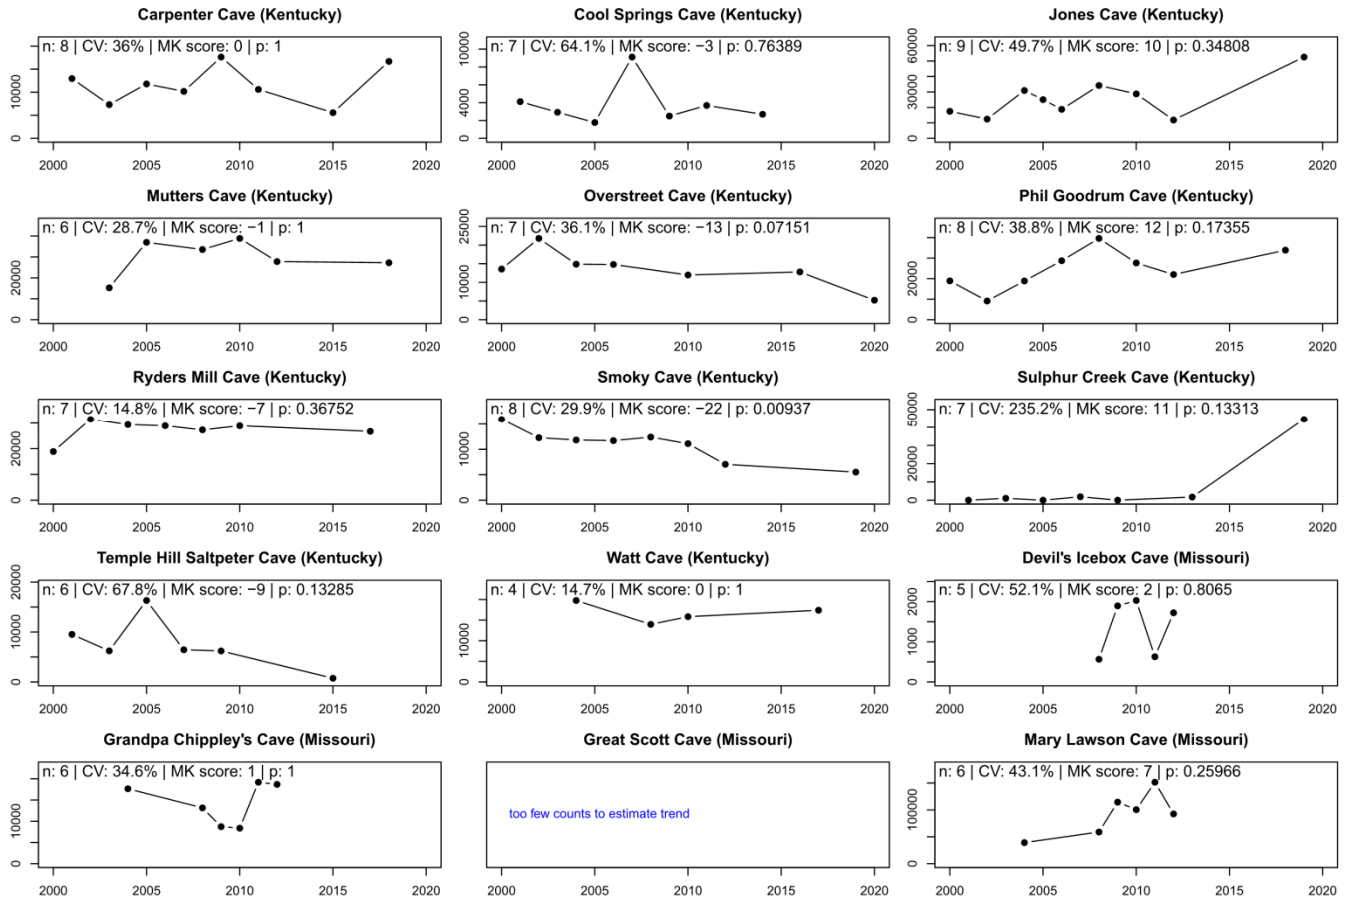 Carpenter Cave (Kentucky)
n: 8 | CV: 36% | MK score: 0 | p: 1
0 10000
2000 2005 2010 2015 2020
Cool Springs Cave (Kentucky)
n: 7 | CV: 64.1% | MK score: −3 | p: 0.76389
0 4000 10000
2000 2005 2010 2015 2020
Jones Cave (Kentucky)
n: 9 | CV: 49.7% | MK score: 10 | p: 0.34808
0 30000 60000
2000 2005 2010 2015 2020
Mutters Cave (Kentucky)
n: 6 | CV: 28.7% | MK score: −1 | p: 1
0 20000
2000 2005 2010 2015 2020
Overstreet Cave (Kentucky)
n: 7 | CV: 36.1% | MK score: −13 | p: 0.07151
0 10000 25000
2000 2005 2010 2015 2020
Phil Goodrum Cave (Kentucky)
n: 8 | CV: 38.8% | MK score: 12 | p: 0.17355
0 20000
2000 2005 2010 2015 2020
Ryders Mill Cave (Kentucky)
n: 7 | CV: 14.8% | MK score: −7 | p: 0.36752
0 20000
2000 2005 2010 2015 2020
Smoky Cave (Kentucky)
n: 8 | CV: 29.9% | MK score: −22 | p: 0.00937
0 10000
2000 2005 2010 2015 2020
Sulphur Creek Cave (Kentucky)
n: 7 | CV: 235.2% | MK score: 11 | p: 0.13313
0 20000 50000
2000 2005 2010 2015 2020
Temple Hill Saltpeter Cave (Kentucky)
n: 6 | CV: 67.8% | MK score: −9 | p: 0.13285
0 10000 20000
2000 2005 2010 2015 2020
Watt Cave (Kentucky)
n: 4 | CV: 14.7% | MK score: 0 | p: 1
0 10000
2000 2005 2010 2015 2020
Devil's Icebox Cave (Missouri)
n: 5 | CV: 52.1% | MK score: 2 | p: 0.8065
0 1000 2000
2000 2005 2010 2015 2020
Grandpa Chippley's Cave (Missouri)
n: 6 | CV: 34.6% | MK score: 1 | p: 1
0 10000
2000 2005 2010 2015 2020
Great Scott Cave (Missouri)
too few counts to estimate trend
2000 2005 2010 2015 2020
Mary Lawson Cave (Missouri)
n: 6 | CV: 43.1% | MK score: 7 | p: 0.25966
0 100000
2000 2005 2010 2015 2020